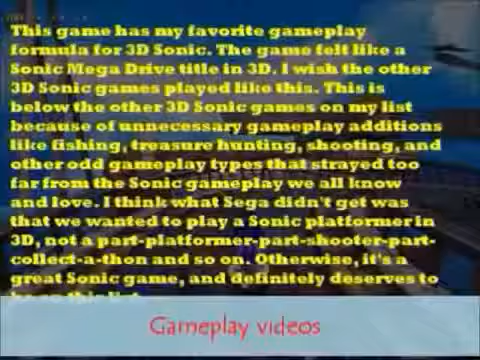 This game has my favorite gameplay
formula for 3D Sonic. The game felt like a
Sonic Mega Drive title in 3D. I wish the other
3D Sonic games played like this. This is
below the other 3D Sonic games on my list
because of unnecessary gameplay additions
like fishing, treasure hunting, shooting, and
other odd gameplay types that strayed too
far from the Sonic gameplay we all know
and love. I think what Sega didn't get was
that we wanted to play a Sonic platformer in
3D, not a part-platformer-part-shooter-part-
collect-a-thon and so on. Otherwise, it's a
great Sonic game, and definitely deserves to
be on this list.
Gameplay videos